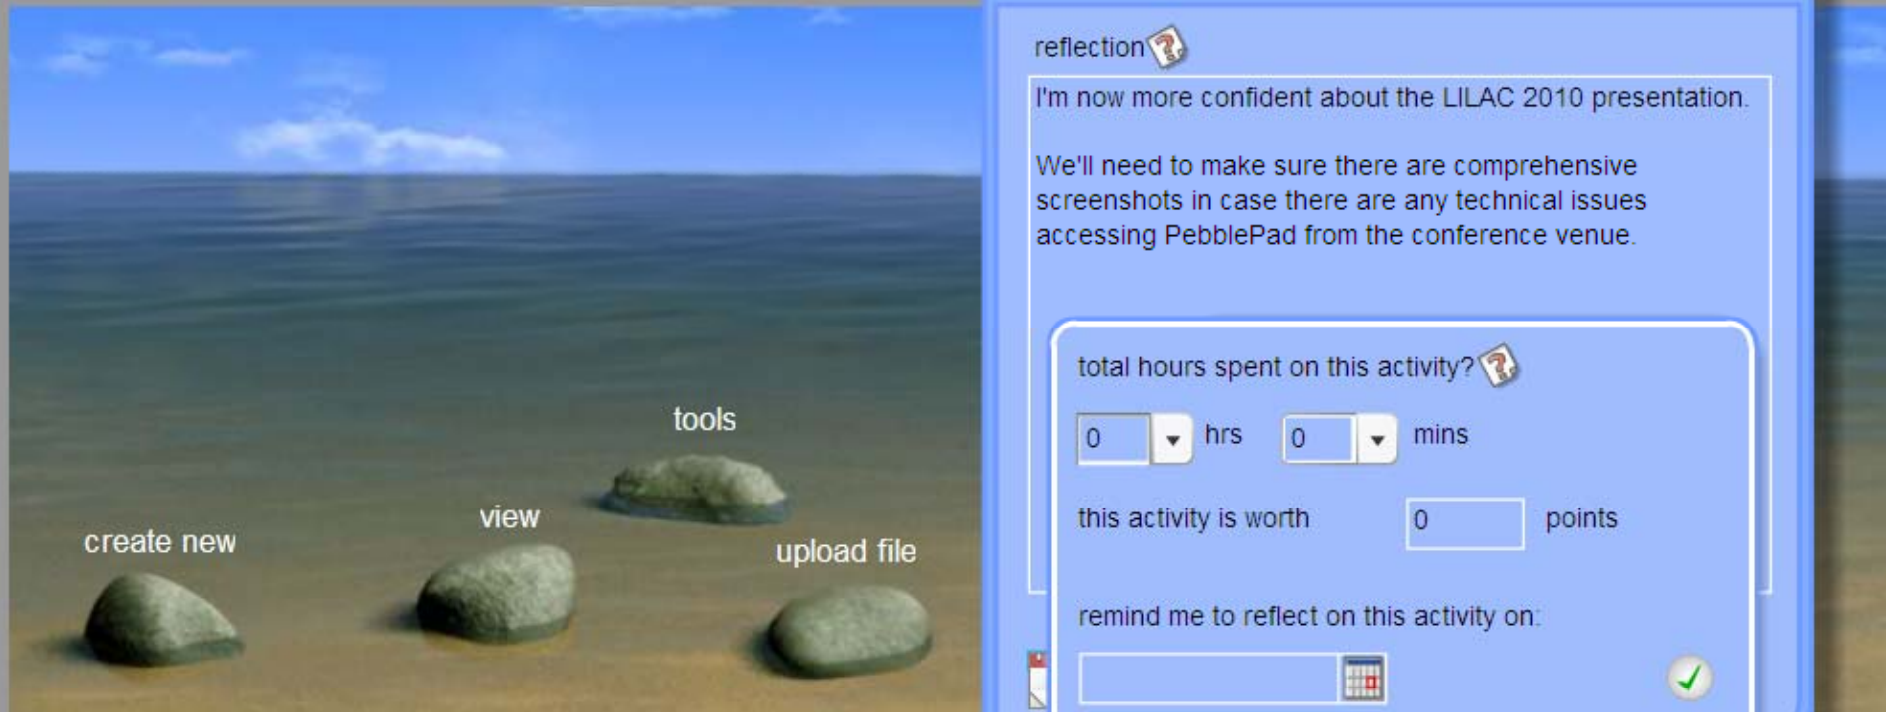 tools
view
create new
upload file
reflection
I'm now more confident about the LILAC 2010 presentation.
We'll need to make sure there are comprehensive
screenshots in case there are any technical issues
accessing PebblePad from the conference venue.
total hours spent on this activity?
0 hrs 0 mins
this activity is worth 0 points
remind me to reflect on this activity on: